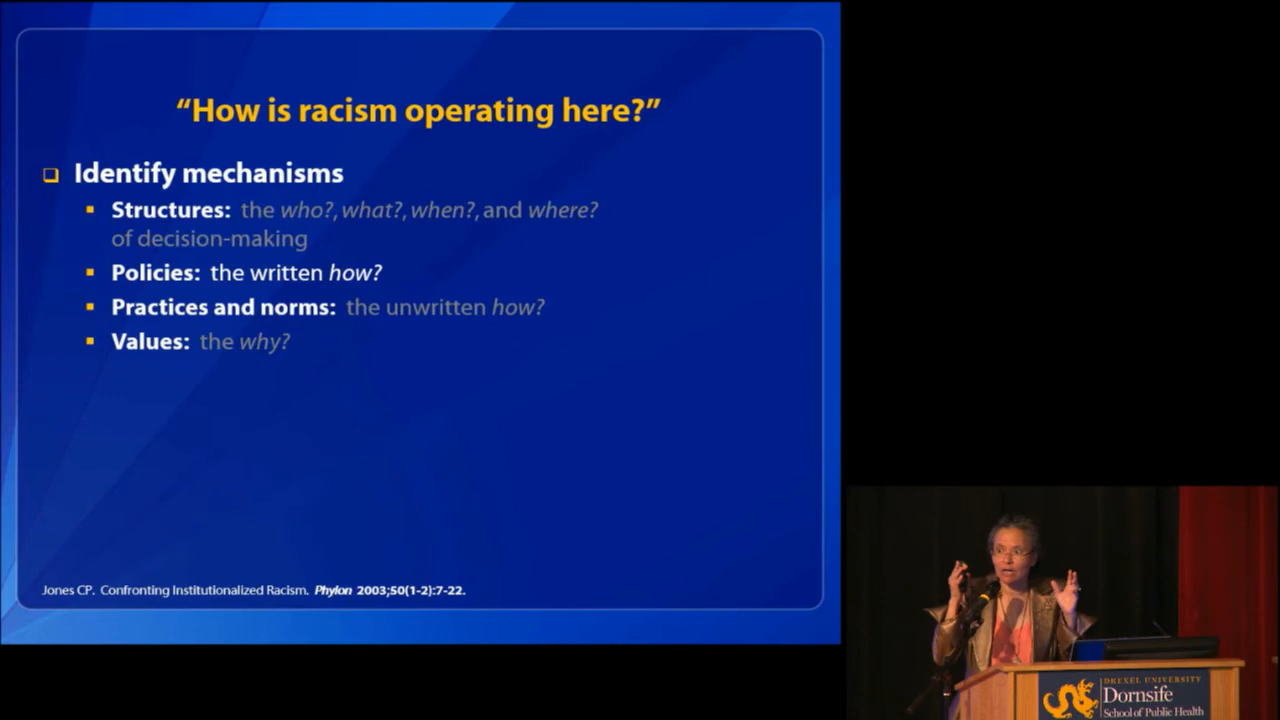 “How is racism operating here?”
Identify mechanisms
Structures: the who?, what?, when?, and where?
of decision-making
Policies: the written how?
Practices and norms: the unwritten how?
Values: the why?
Jones CP. Confronting Institutionalized Racism. Phylon 2003;50(1-2):7-22.
DREXEL UNIVERSITY
Dornsife
School of Public Health